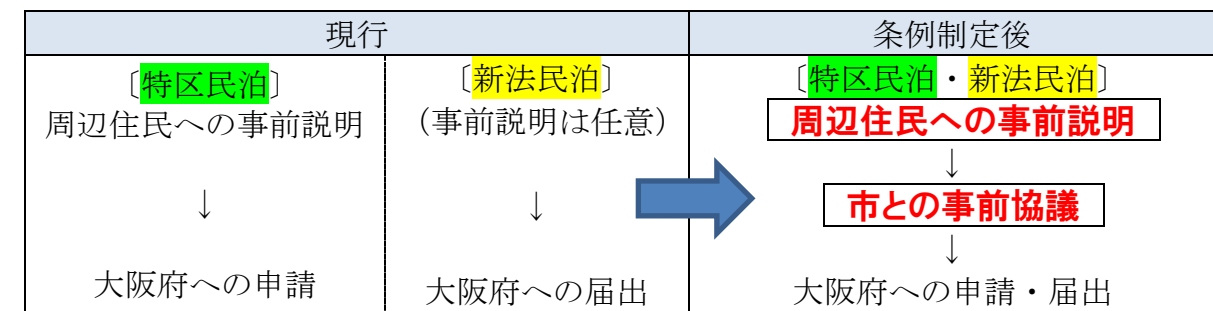 現行
条例制定後
〔特区民泊〕
周辺住民への事前説明
↓
大阪府への申請
〔新法民泊〕
（事前説明は任意）
↓
大阪府への届出
〔特区民泊・新法民泊〕
周辺住民への事前説明
↓
市との事前協議
↓
大阪府への申請・届出